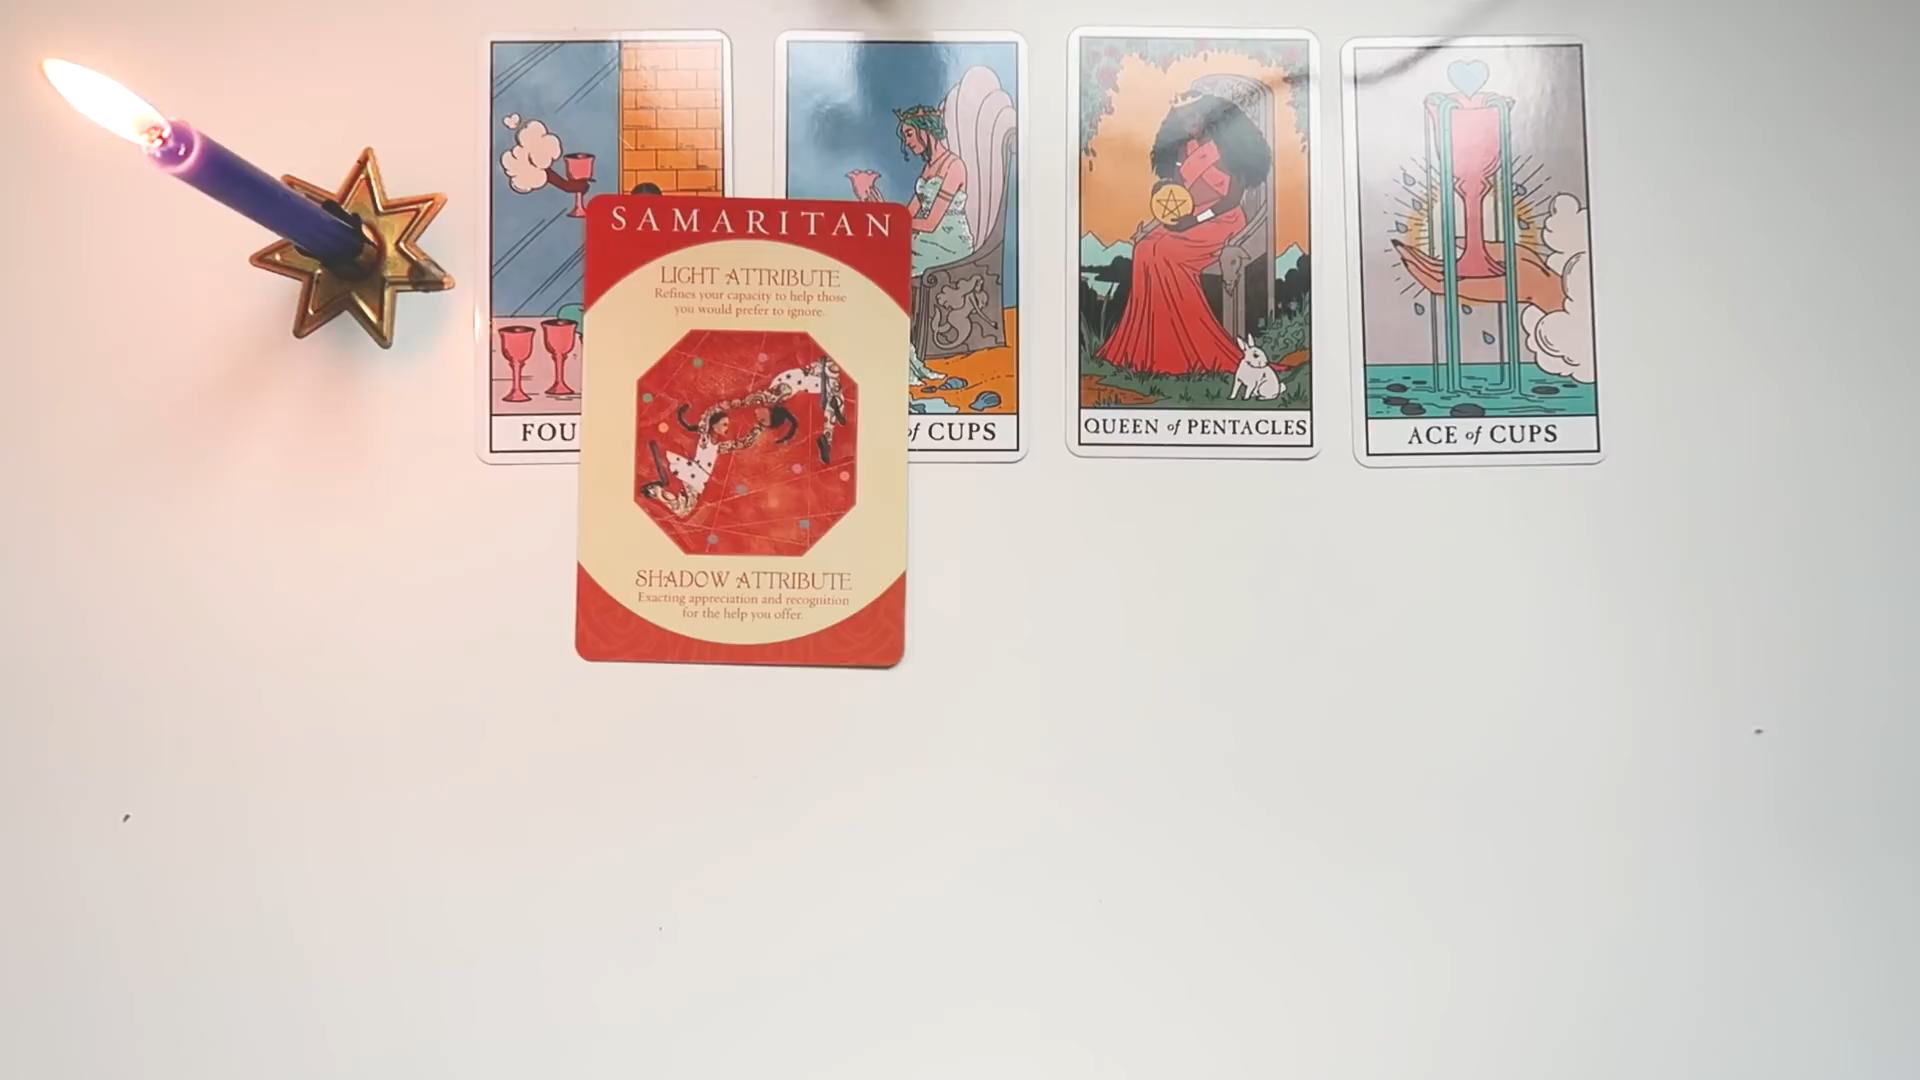 SAMARITAN
LIGHT ATTRIBUTE
Refines your capacity to help those
you would prefer to ignore.
SHADOW ATTRIBUTE
Exacting appreciation and recognition
for the help you offer.
FOU
of CUPS
QUEEN of PENTACLES
ACE of CUPS